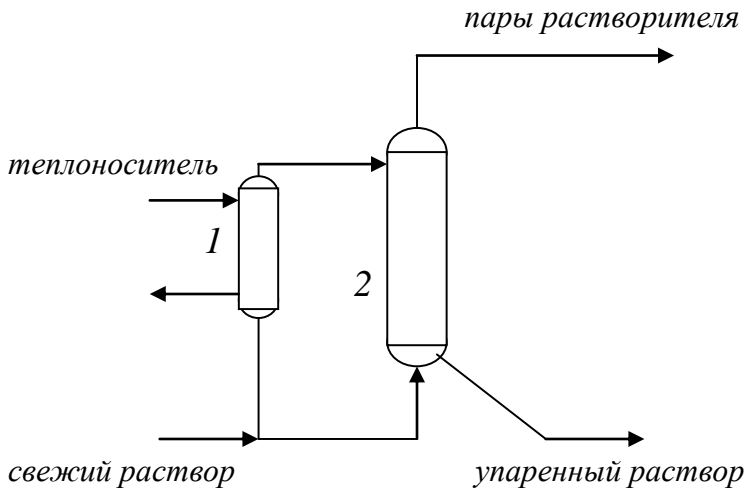 пары растворителя
теплоноситель
1
2
свежий раствор
упаренный раствор